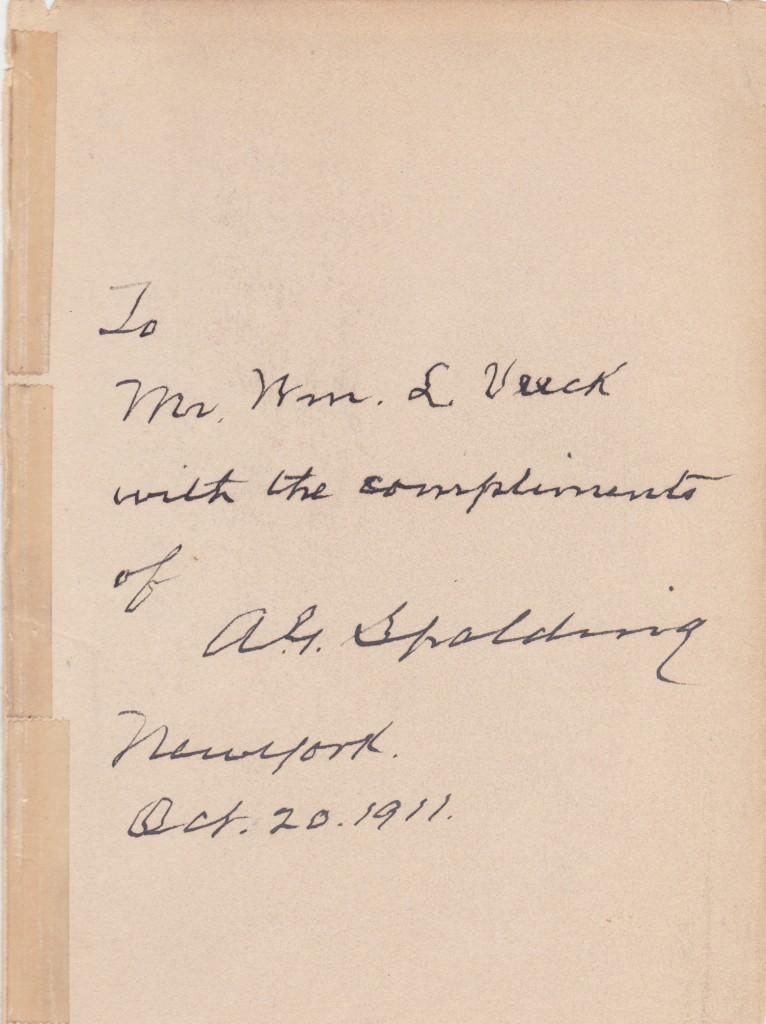 To
Mr. Wm. L. Veeck
with the compliments
of
A.G. Spalding
New York.
Oct. 20. 1911.